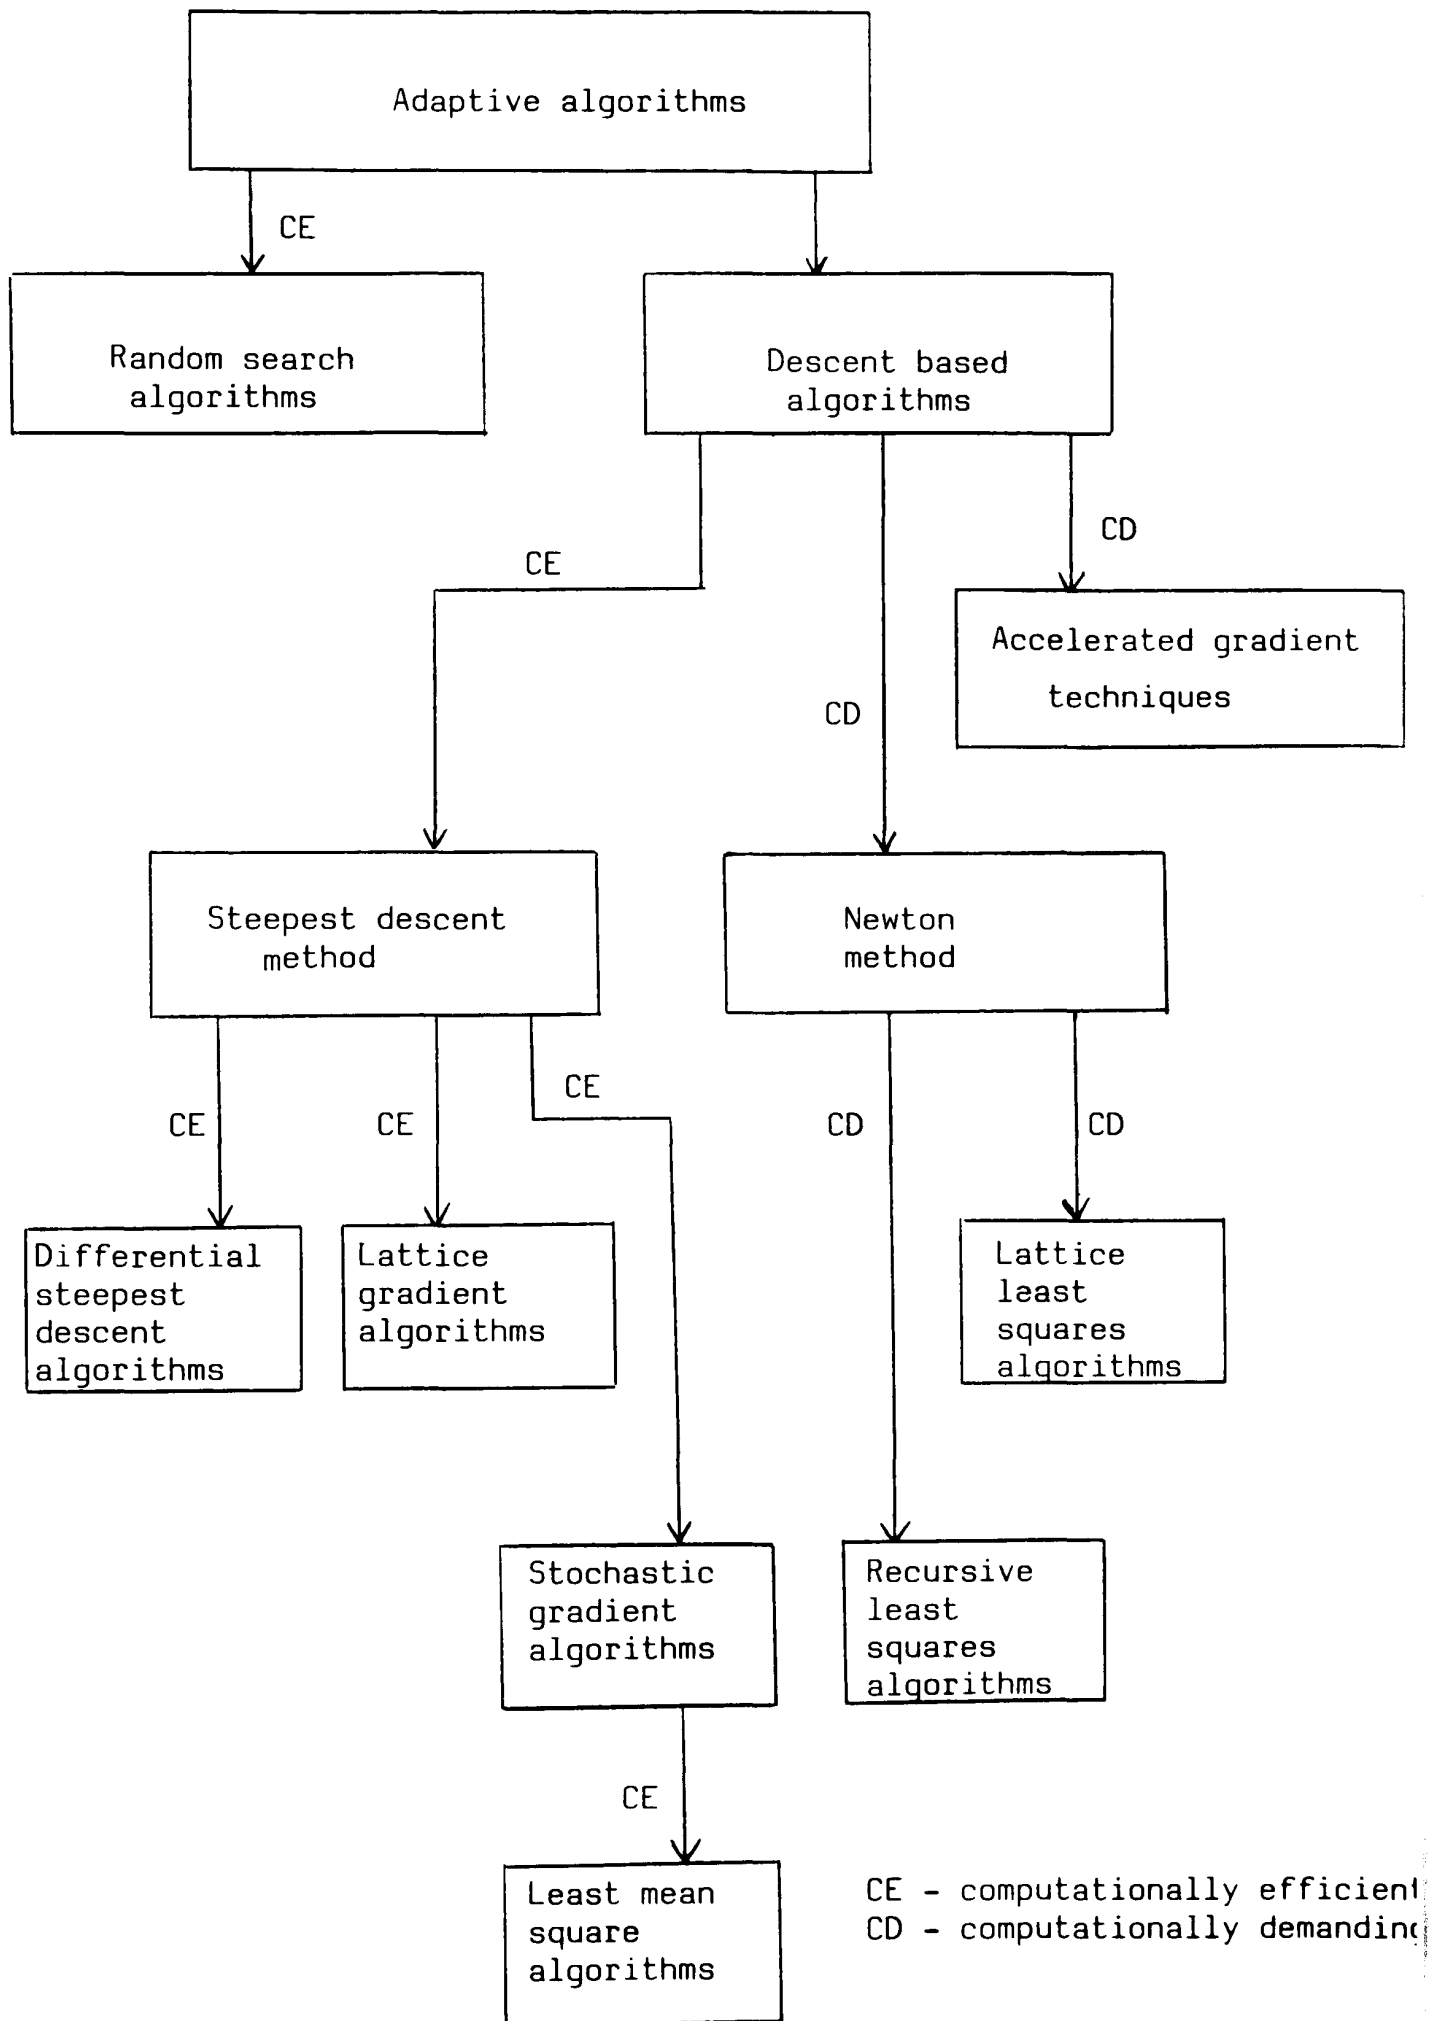 Adaptive algorithms
CE
Random search
algorithms
Descent based
algorithms
CE
CD
CD
Accelerated gradient
techniques
Steepest descent
method
Newton
method
CE
CE
CE
CD
CD
Differential
steepest
descent
algorithms
Lattice
gradient
algorithms
Lattice
least
squares
algorithms
Stochastic
gradient
algorithms
Recursive
least
squares
algorithms
CE
Least mean
square
algorithms
CE - computationally efficient
CD - computationally demanding